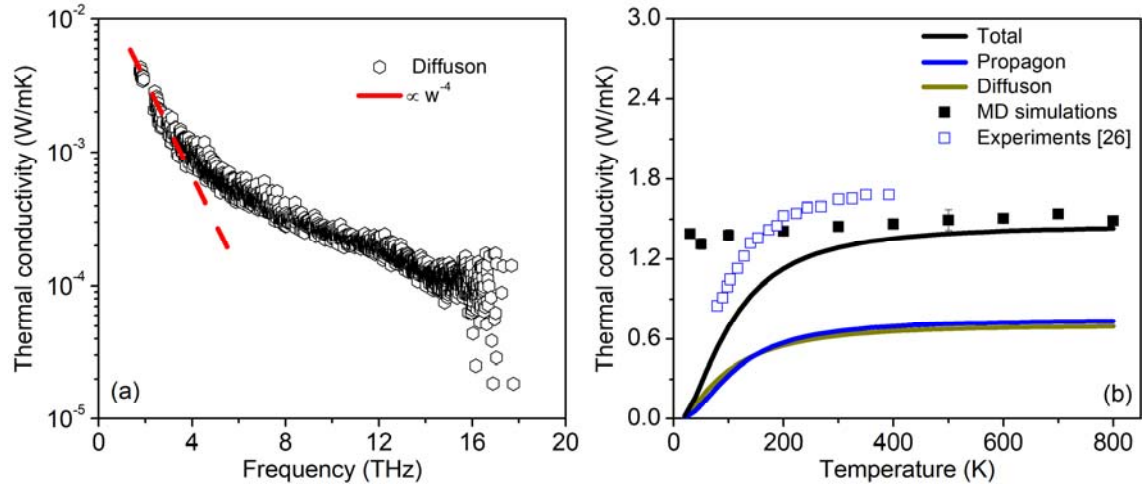 10⁻²
10⁻³
10⁻⁴
10⁻⁵
Thermal conductivity (W/mK)
Diffuson
∝ w⁻⁴
(a)
0 4 8 12 16 20
Frequency (THz)
3.0
2.4
1.8
1.2
0.6
0.0
Thermal conductivity (W/mK)
Total
Propagon
Diffuson
MD simulations
Experiments [26]
(b)
0 200 400 600 800
Temperature (K)